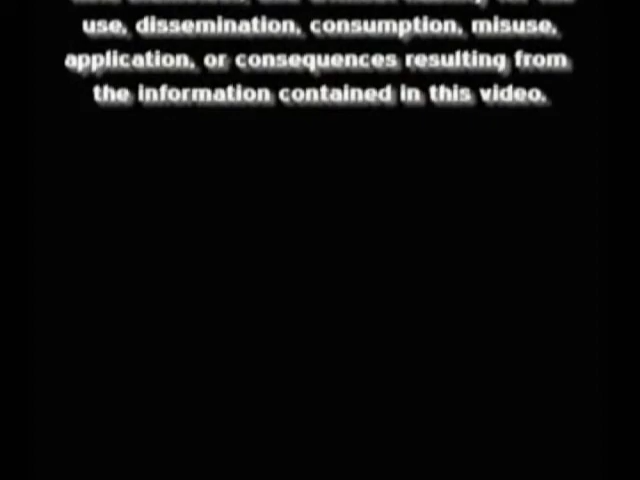 use, dissemination, consumption, misuse,
application, or consequences resulting from
the information contained in this video.